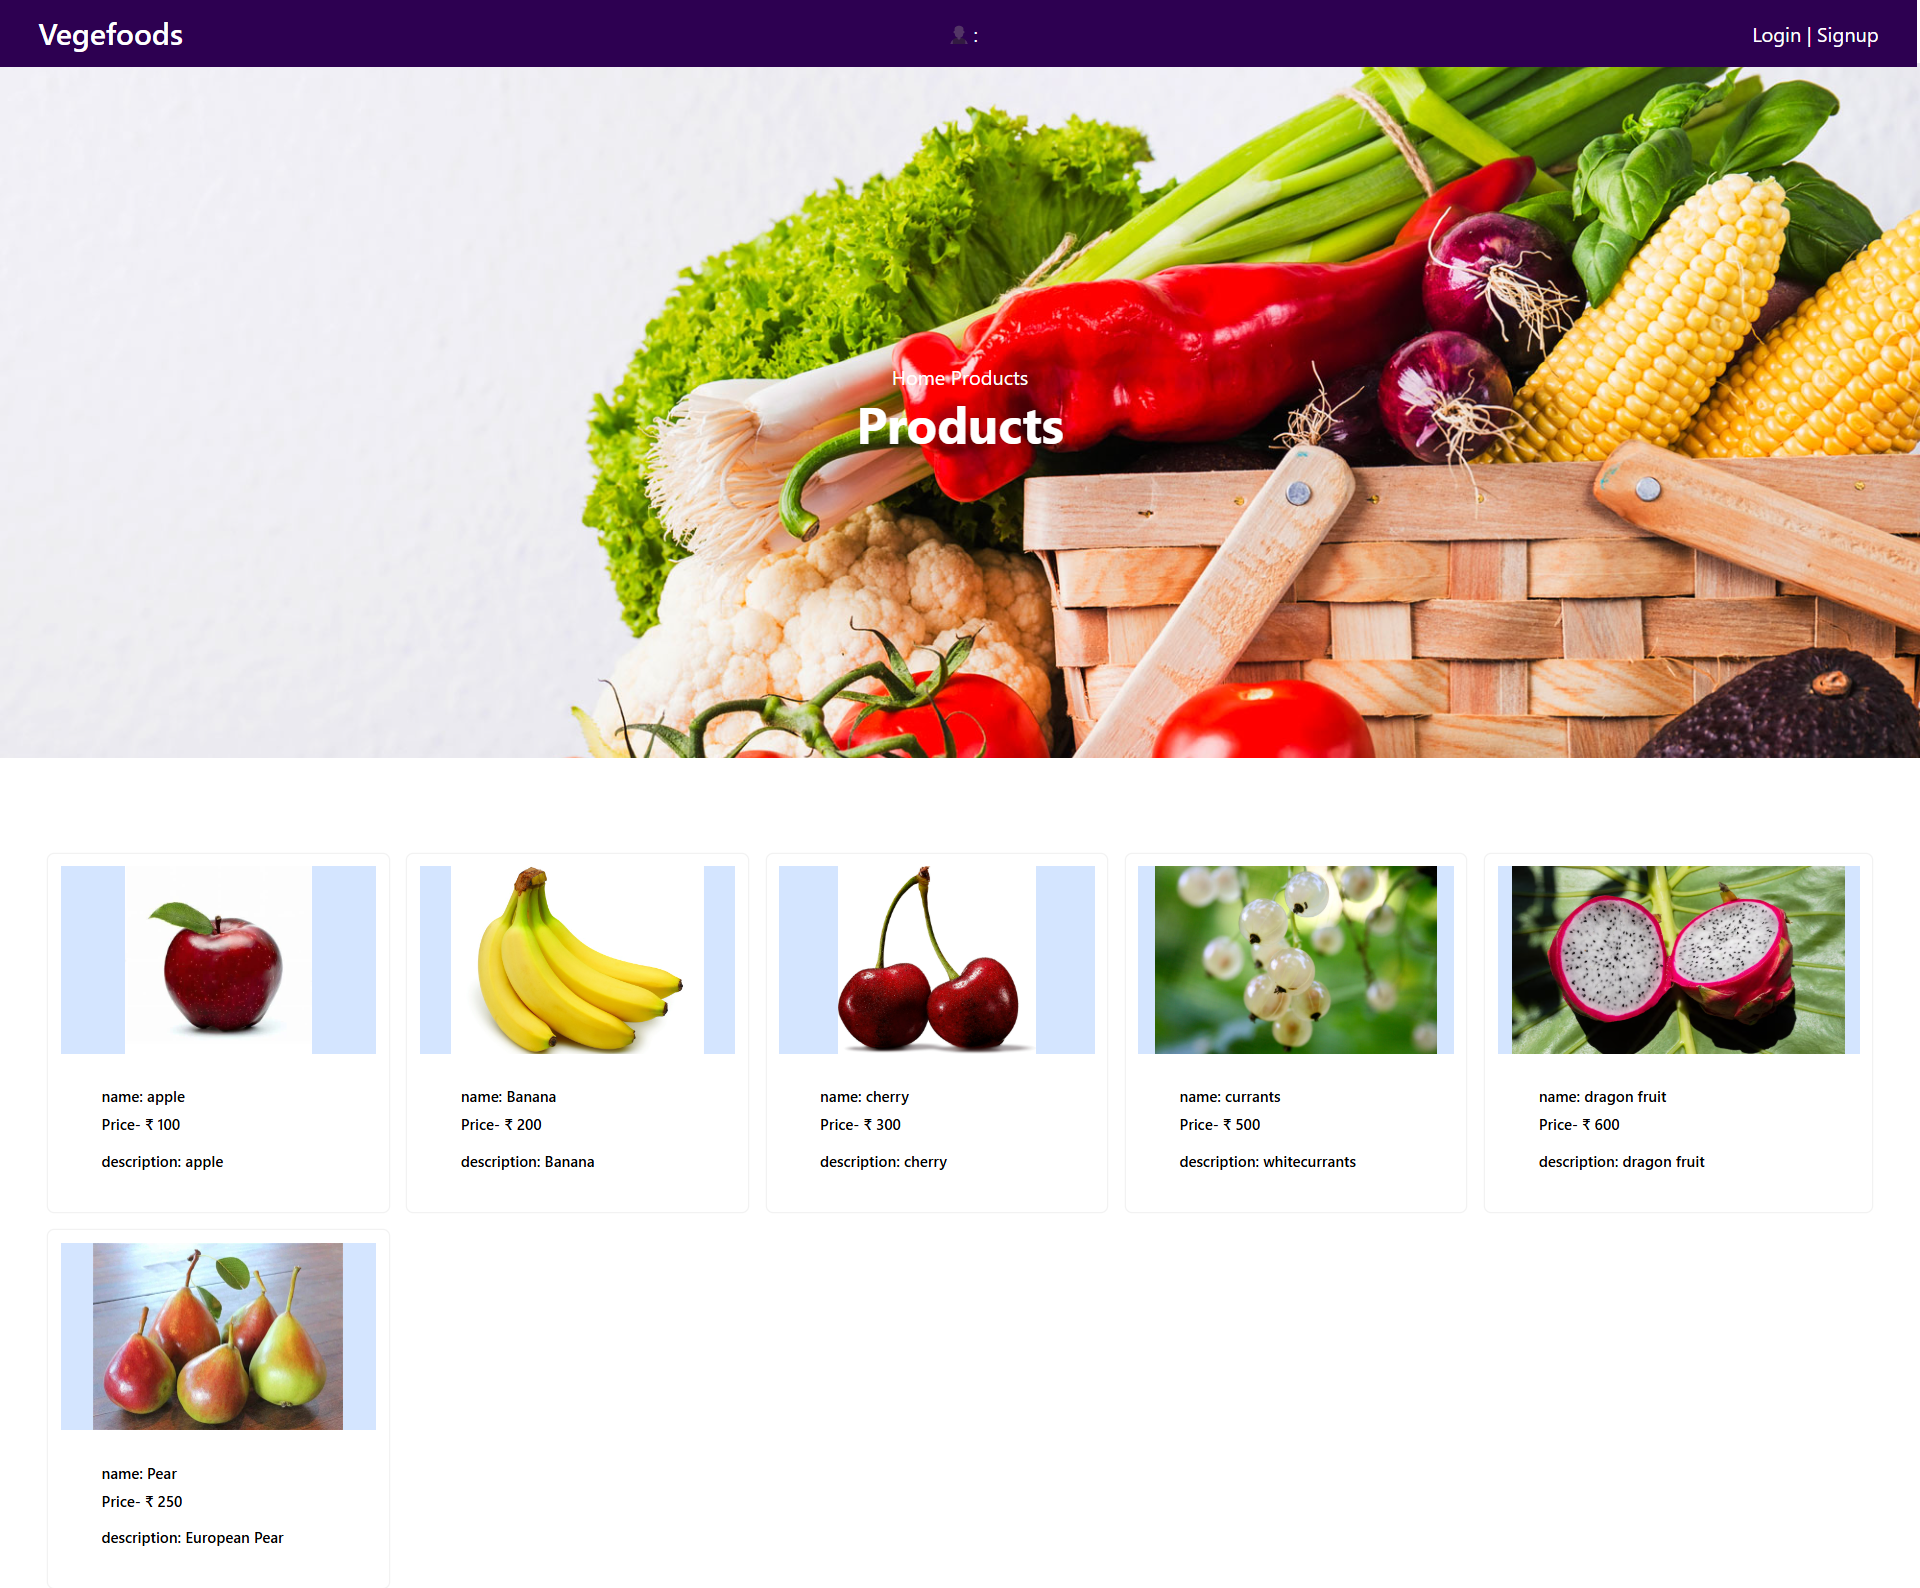 Vegefoods
👤 :
Login | Signup
Home Products
Products
name: apple
Price- ₹ 100
description: apple
name: Banana
Price- ₹ 200
description: Banana
name: cherry
Price- ₹ 300
description: cherry
name: currants
Price- ₹ 500
description: whitecurrants
name: dragon fruit
Price- ₹ 600
description: dragon fruit
name: Pear
Price- ₹ 250
description: European Pear